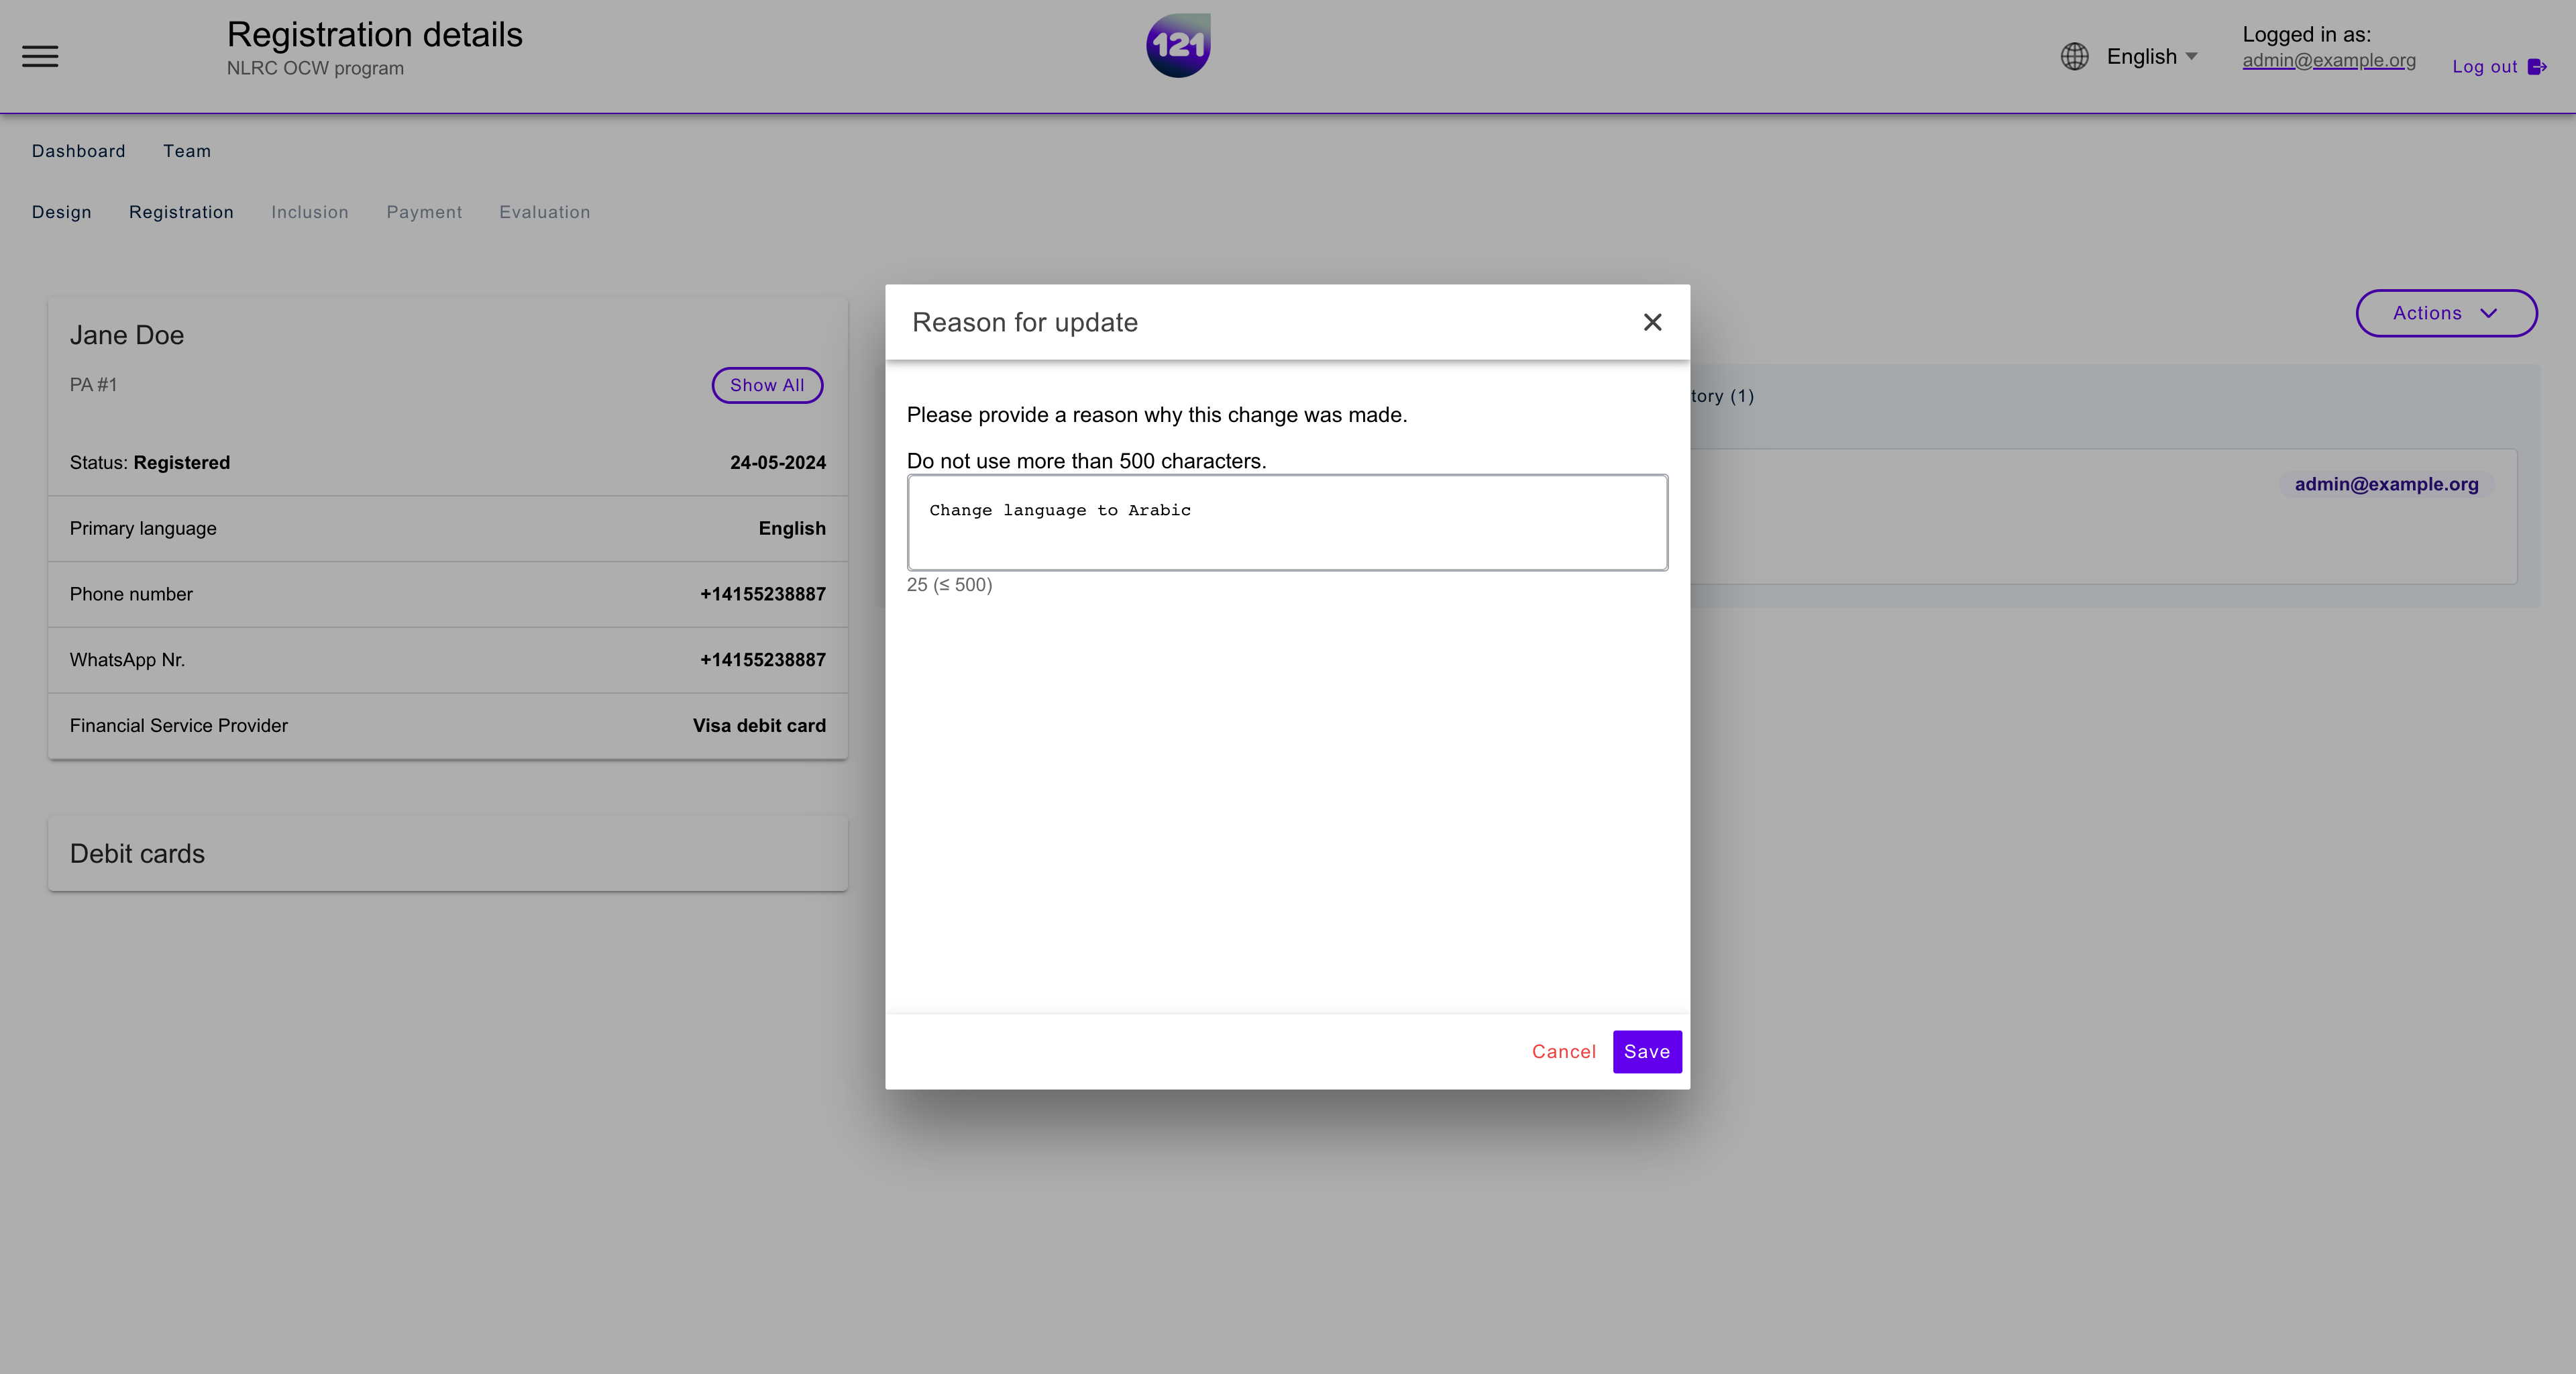 Registration details
NLRC OCW program
121
English
Logged in as:
admin@example.org
Log out
Dashboard Team
Design Registration Inclusion Payment Evaluation
Jane Doe
PA #1
Show All
Status: Registered 24-05-2024
Primary language English
Phone number +14155238887
WhatsApp Nr. +14155238887
Financial Service Provider Visa debit card
Debit cards
Actions
tory (1)
admin@example.org
Reason for update
Please provide a reason why this change was made.
Do not use more than 500 characters.
Change language to Arabic
25 (≤ 500)
Cancel Save